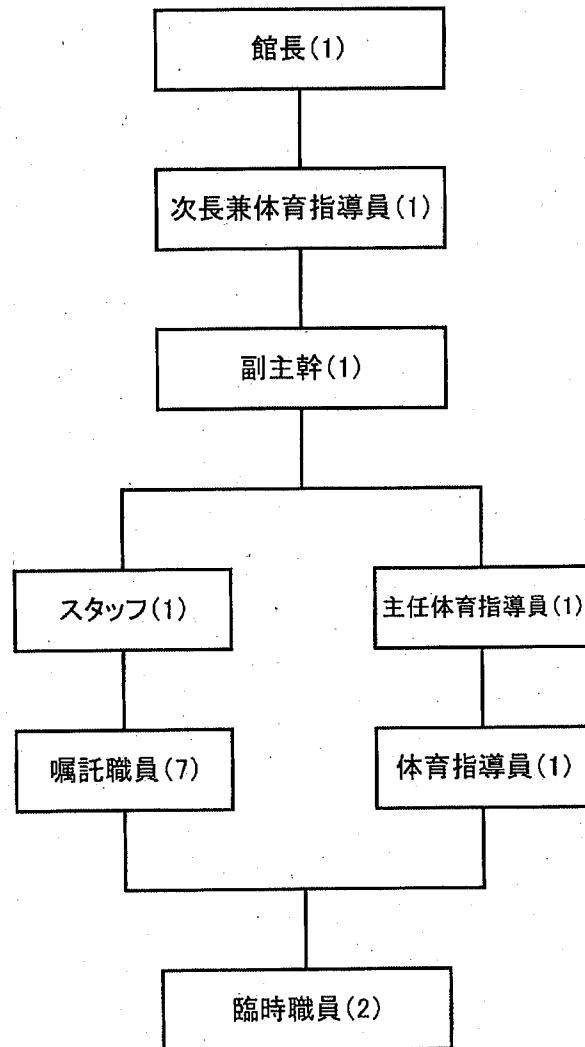 館長(1)
次長兼体育指導員(1)
副主幹(1)
スタッフ(1)
主任体育指導員(1)
嘱託職員(7)
体育指導員(1)
臨時職員(2)